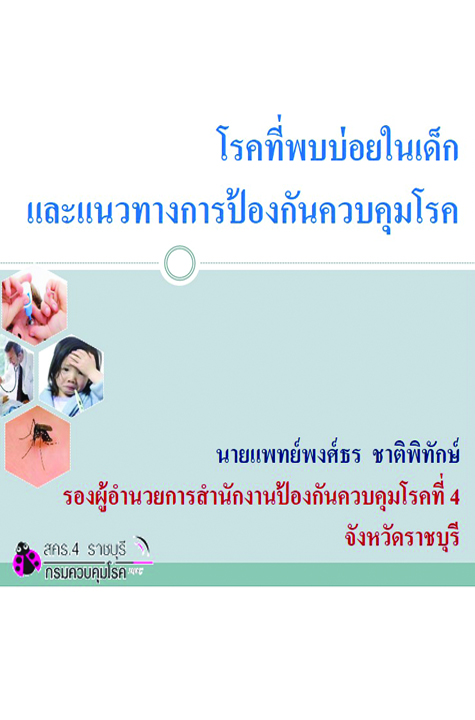 โรคที่พบบ่อยในเด็ก
และแนวทางการป้องกันควบคุมโรค
นายแพทย์พงศ์ธร ชาติพิทักษ์
รองผู้อำนวยการสำนักงานป้องกันควบคุมโรคที่ 4
จังหวัดราชบุรี
สคร.4 ราชบุรี
กรมควบคุมโรค